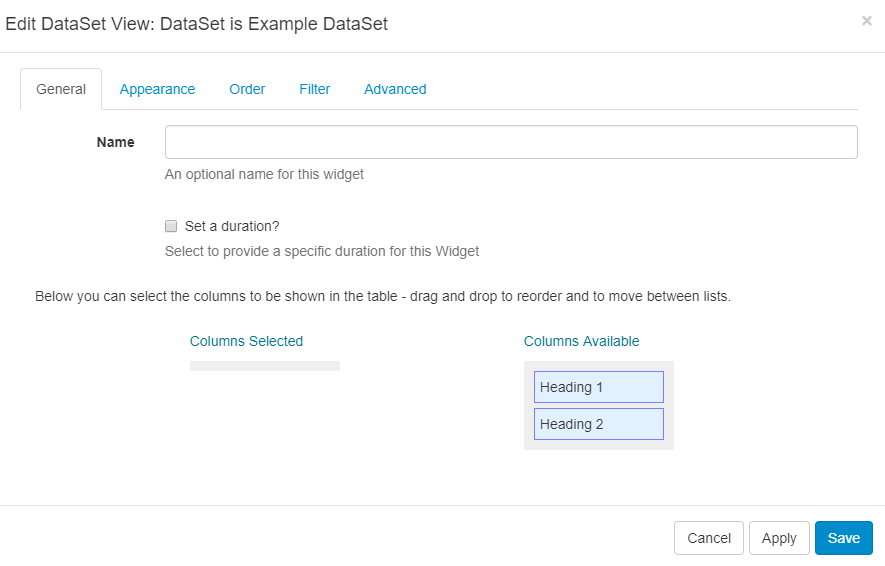 Edit DataSet View: DataSet is Example DataSet
×
General Appearance Order Filter Advanced
Name
An optional name for this widget
Set a duration?
Select to provide a specific duration for this Widget
Below you can select the columns to be shown in the table - drag and drop to reorder and to move between lists.
Columns Selected Columns Available
Heading 1
Heading 2
Cancel Apply Save